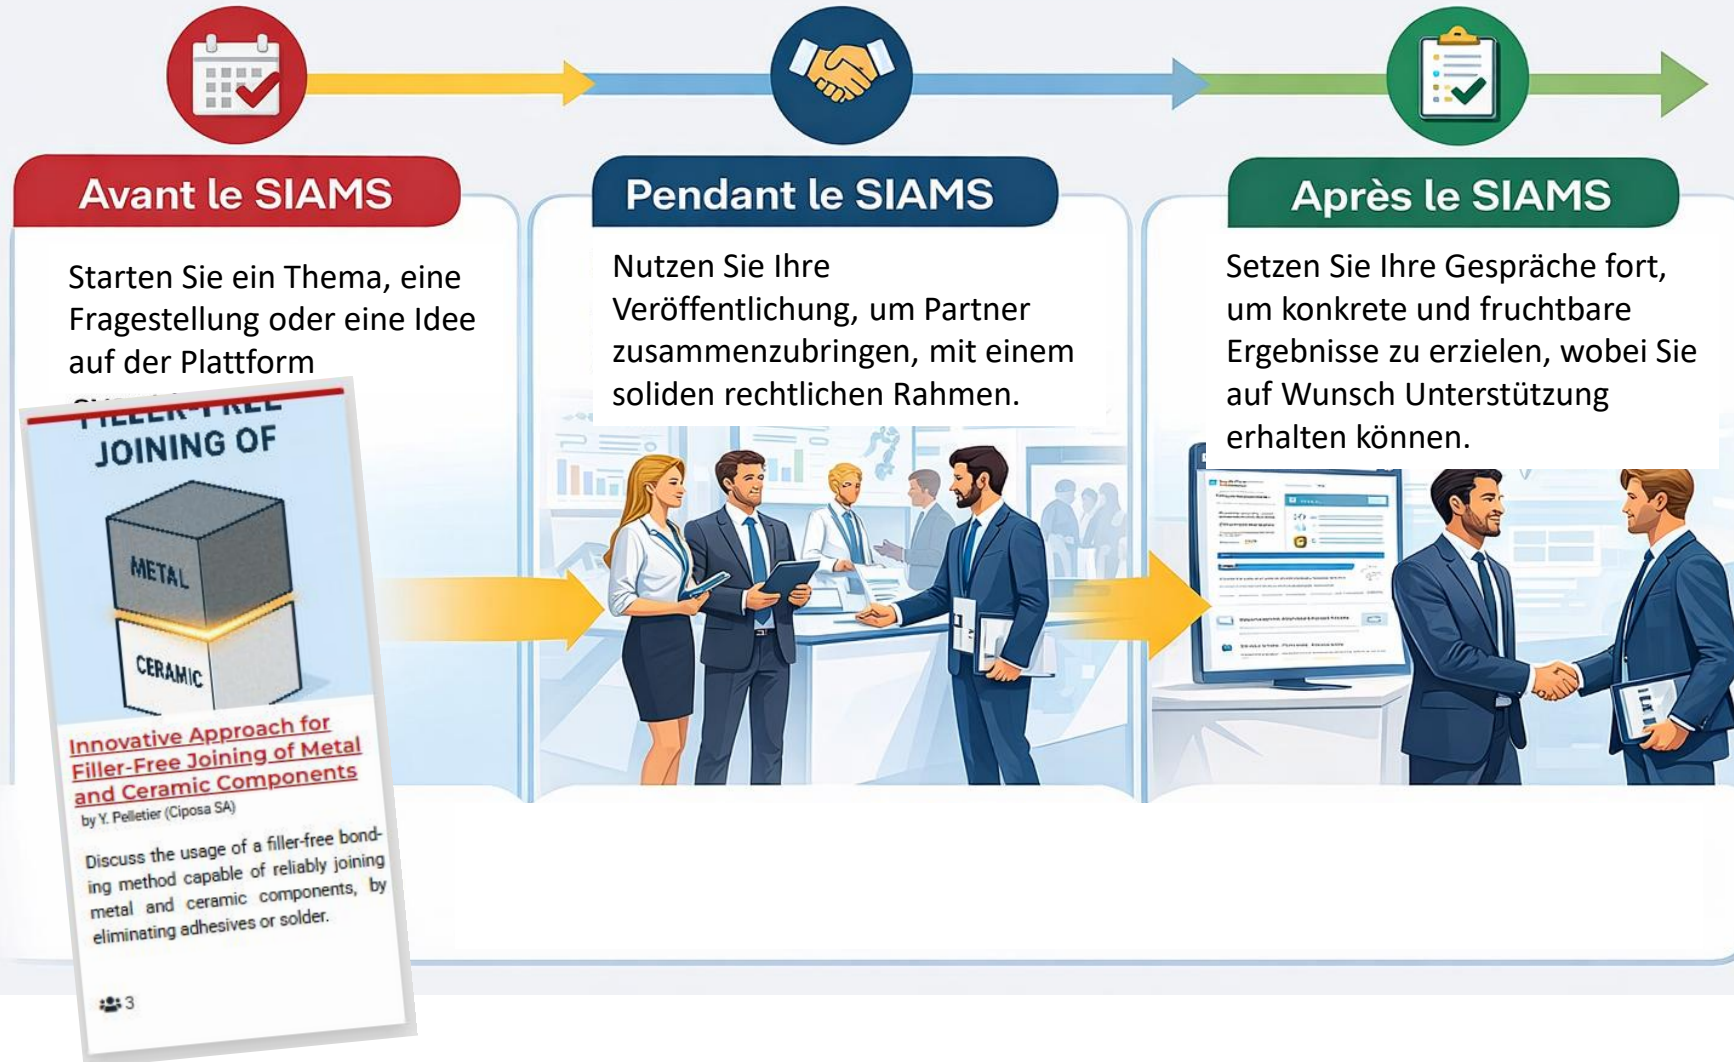 Avant le SIAMS
Starten Sie ein Thema, eine
Fragestellung oder eine Idee
auf der Plattform
FILLER-FREE
JOINING OF
METAL
CERAMIC
Innovative Approach for
Filler-Free Joining of Metal
and Ceramic Components
by Y. Pelletier (Ciposa SA)
Discuss the usage of a filler-free bond-
ing method capable of reliably joining
metal and ceramic components, by
eliminating adhesives or solder.
3
Pendant le SIAMS
Nutzen Sie Ihre
Veröffentlichung, um Partner
zusammenzubringen, mit einem
soliden rechtlichen Rahmen.
Après le SIAMS
Setzen Sie Ihre Gespräche fort,
um konkrete und fruchtbare
Ergebnisse zu erzielen, wobei Sie
auf Wunsch Unterstützung
erhalten können.